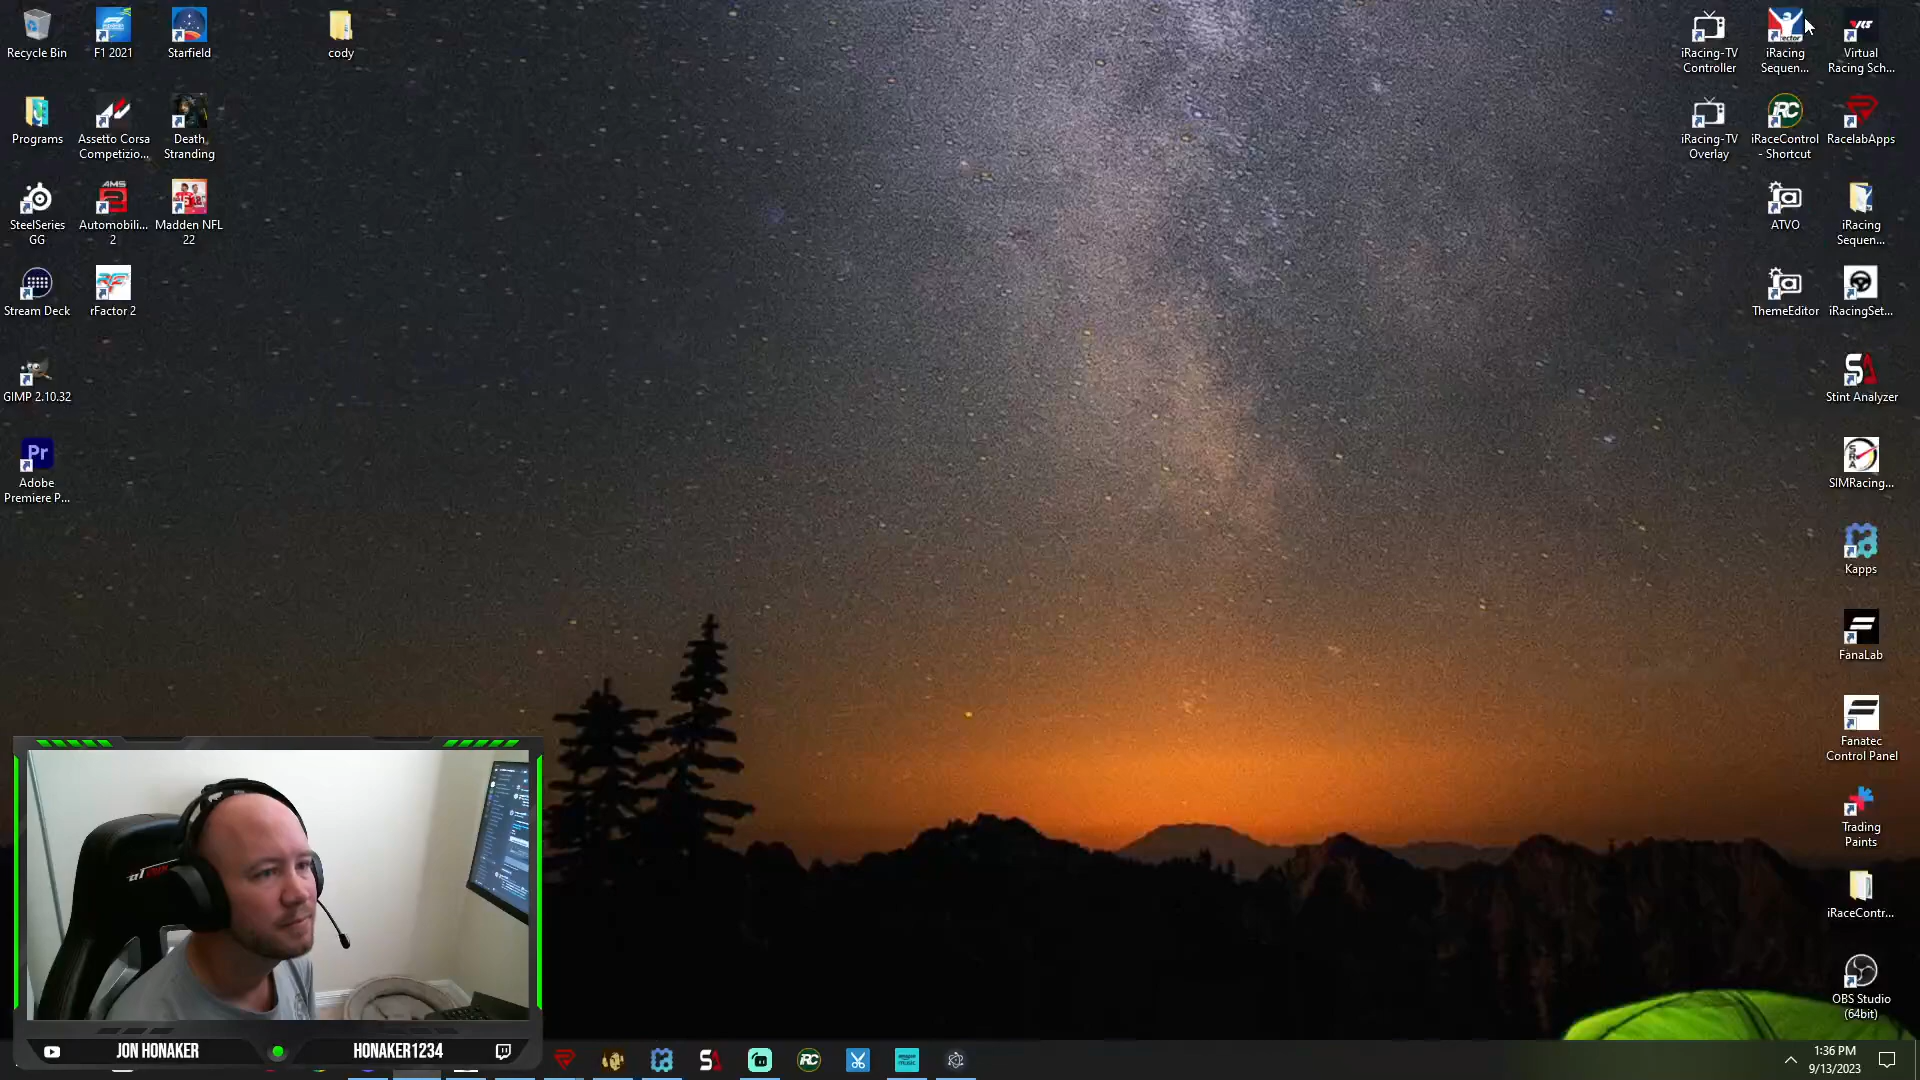 Recycle Bin
F1 2021
Starfield
cody
iRacing-TV
Controller
iRacing
Sequen...
Virtual
Racing Sch...
Programs
Assetto Corsa
Competizio...
Death
Stranding
iRacing-TV
Overlay
iRaceControl
- Shortcut
RacelabApps
SteelSeries
GG
AMS
Automobili...
2
Madden NFL
22
ATVO
iRacing
Sequen...
Stream Deck
rFactor 2
ThemeEditor
iRacingSet...
GIMP 2.10.32
Stint Analyzer
Pr
Adobe
Premiere P...
SRA
SIMRacing...
Kapps
FanaLab
Fanatec
Control Panel
Trading
Paints
iRaceContr...
OBS Studio
(64bit)
JON HONAKER
HONAKER1234
1:36 PM
9/13/2023